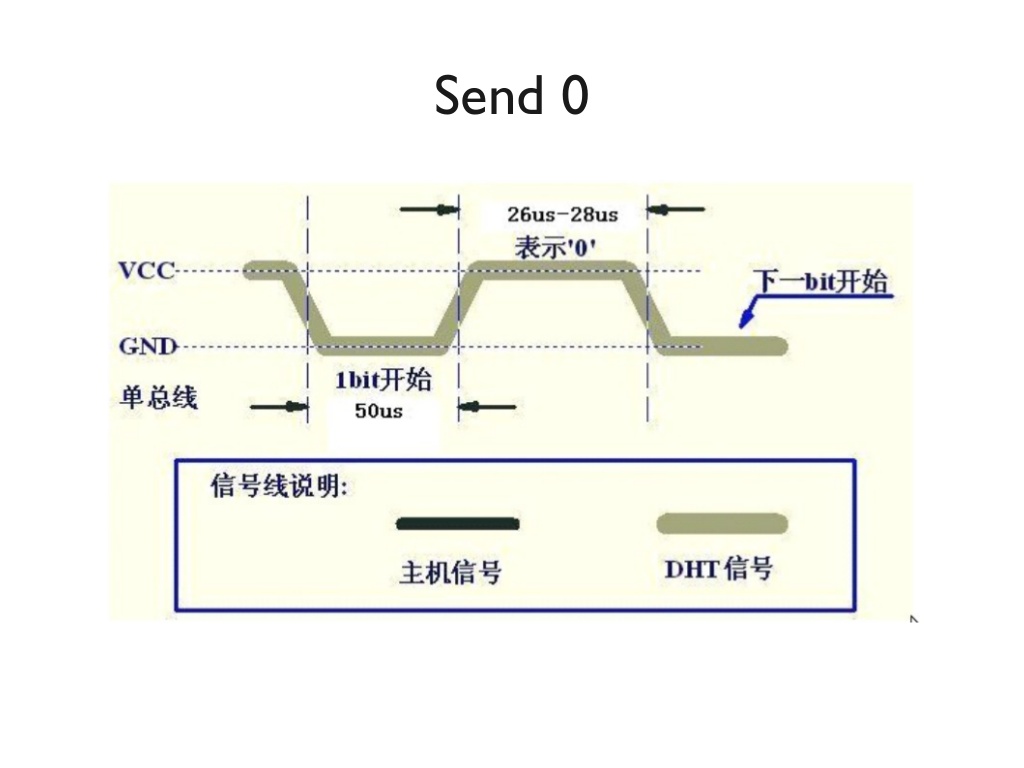 Send 0
26us-28us
表示'0'
VCC
下一bit开始
GND
1bit开始
单总线
50us
信号线说明:
主机信号
DHT信号